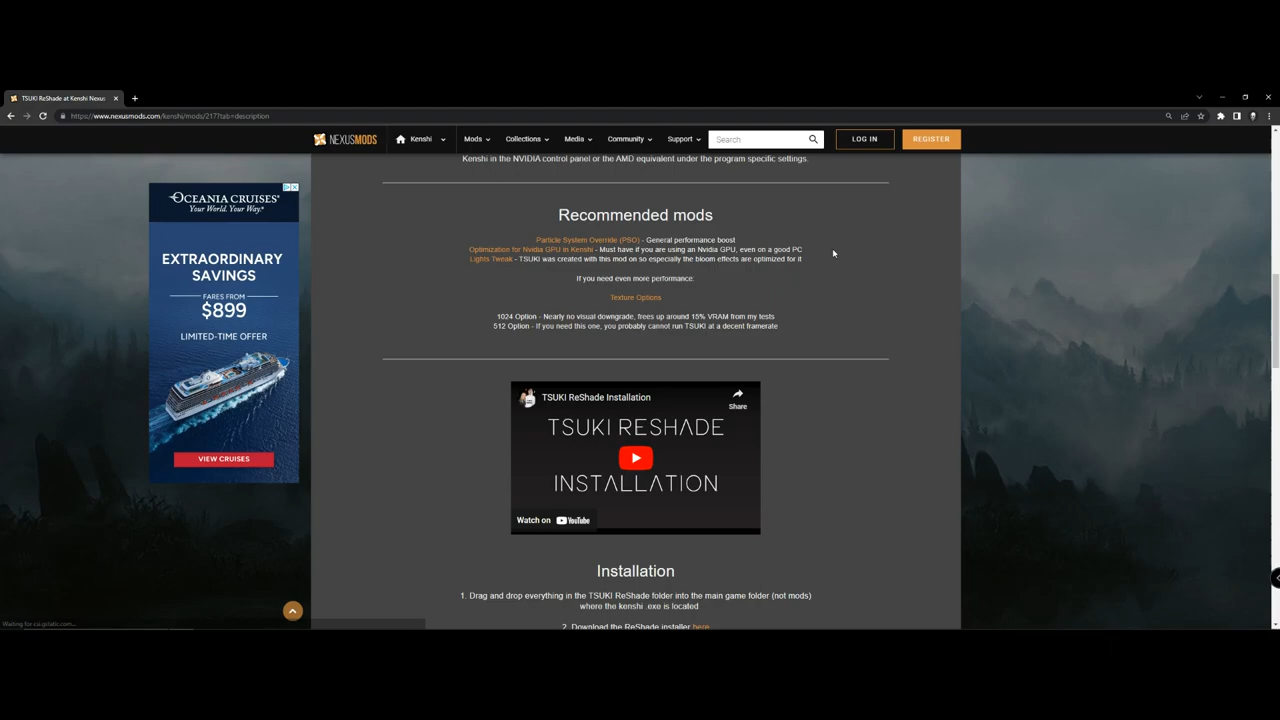 TSUKI ReShade at Kenshi Nexus
https://www.nexusmods.com/kenshi/mods/217?tab=description
NEXUSMODS
Kenshi
Mods
Collections
Media
Community
Support
Search
LOG IN
REGISTER
Kenshi in the NVIDIA control panel or the AMD equivalent under the program specific settings.
OCEANIA CRUISES®
Your World. Your Way.®
EXTRAORDINARY
SAVINGS
FARES FROM
$899
LIMITED-TIME OFFER
VIEW CRUISES
Recommended mods
Particle System Override (PSO) - General performance boost
Optimization for Nvidia GPU in Kenshi - Must have if you are using an Nvidia GPU, even on a good PC
Lights Tweak - TSUKI was created with this mod on so especially the bloom effects are optimized for it
If you need even more performance:
Texture Options
1024 Option - Nearly no visual downgrade, frees up around 15% VRAM from my tests
512 Option - If you need this one, you probably cannot run TSUKI at a decent framerate
TSUKI ReShade Installation
Share
TSUKI RESHADE
INSTALLATION
Watch on YouTube
Installation
1. Drag and drop everything in the TSUKI ReShade folder into the main game folder (not mods)
where the kenshi .exe is located
2. Download the ReShade installer here
Waiting for csi.gstatic.com...